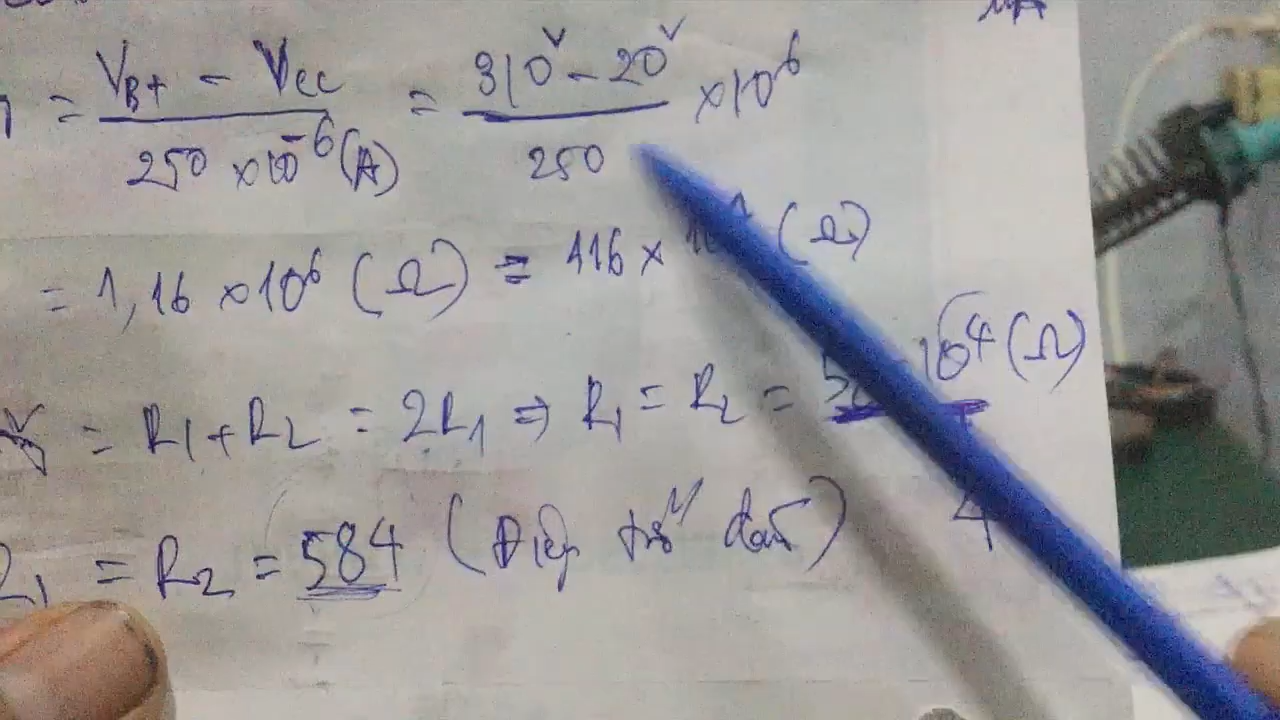 = V_B+ - Vcc / 250 × 10^-6 (A) = 310^V - 20^V / 250 × 10^6
= 1,16 × 10^6 (Ω) = 116 × (Ω)
= R1 + R2 = 2R1 ⇒ R1 = R2 = 10^4 (Ω)
4
R1 = R2 = 584 (Điện trở dán)